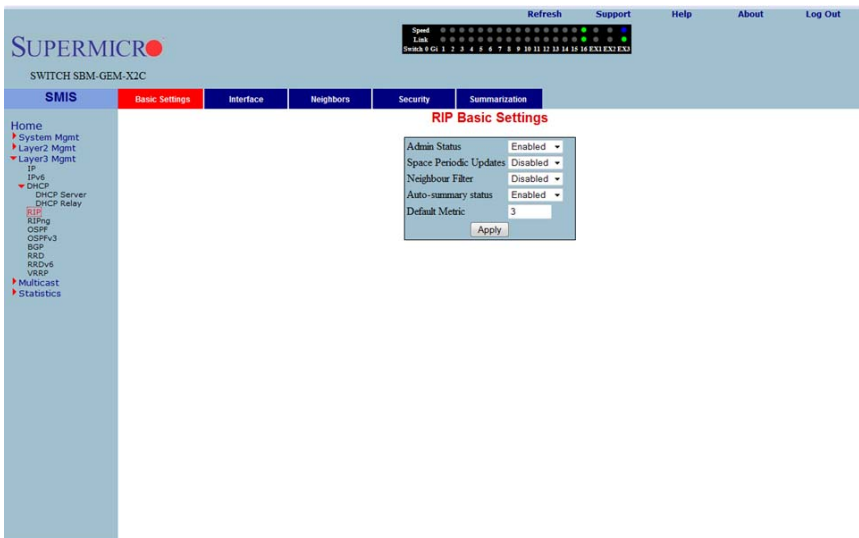 Refresh Support Help About Log Out
SUPERMICRO
SWITCH SBM-GEM-X2C
Speed
Link
Switch 0 Gi 1 2 3 4 5 6 7 8 9 10 11 12 13 14 15 16 EX1 EX2 EX3
SMIS
Basic Settings Interface Neighbors Security Summarization
Home
System Mgmt
Layer2 Mgmt
Layer3 Mgmt
IP
IPv6
DHCP
DHCP Server
DHCP Relay
RIP
RIPng
OSPF
OSPFv3
BGP
RRD
RRDv6
VRRP
Multicast
Statistics
RIP Basic Settings
Admin Status Enabled
Space Periodic Updates Disabled
Neighbour Filter Disabled
Auto-summary status Enabled
Default Metric 3
Apply